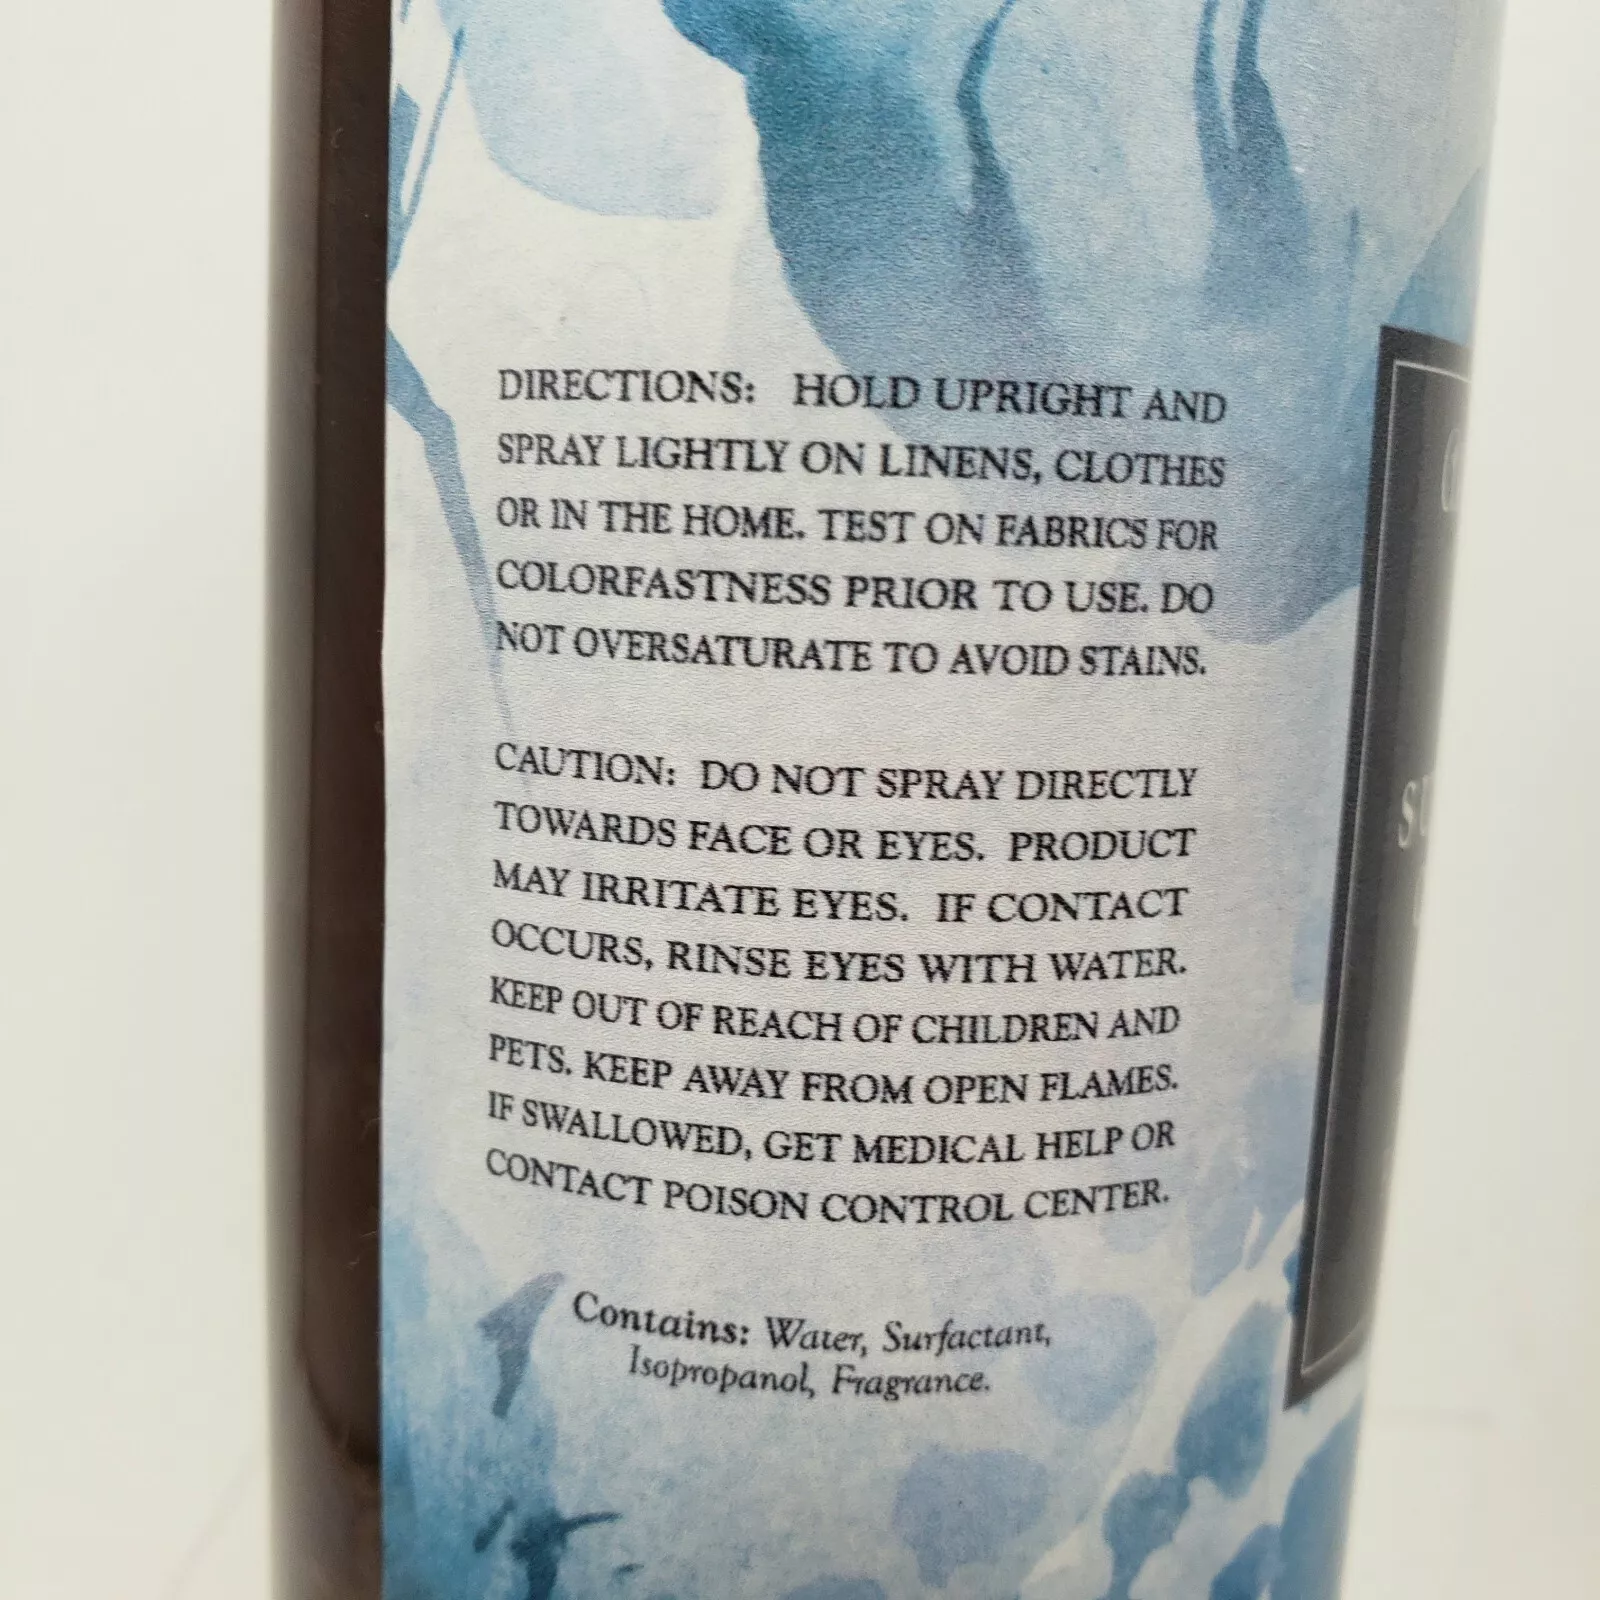 DIRECTIONS: HOLD UPRIGHT AND
SPRAY LIGHTLY ON LINENS, CLOTHES
OR IN THE HOME. TEST ON FABRICS FOR
COLORFASTNESS PRIOR TO USE. DO
NOT OVERSATURATE TO AVOID STAINS.
CAUTION: DO NOT SPRAY DIRECTLY
TOWARDS FACE OR EYES. PRODUCT
MAY IRRITATE EYES. IF CONTACT
OCCURS, RINSE EYES WITH WATER.
KEEP OUT OF REACH OF CHILDREN AND
PETS. KEEP AWAY FROM OPEN FLAMES.
IF SWALLOWED, GET MEDICAL HELP OR
CONTACT POISON CONTROL CENTER.
Contains: Water, Surfactant,
Isopropanol, Fragrance.